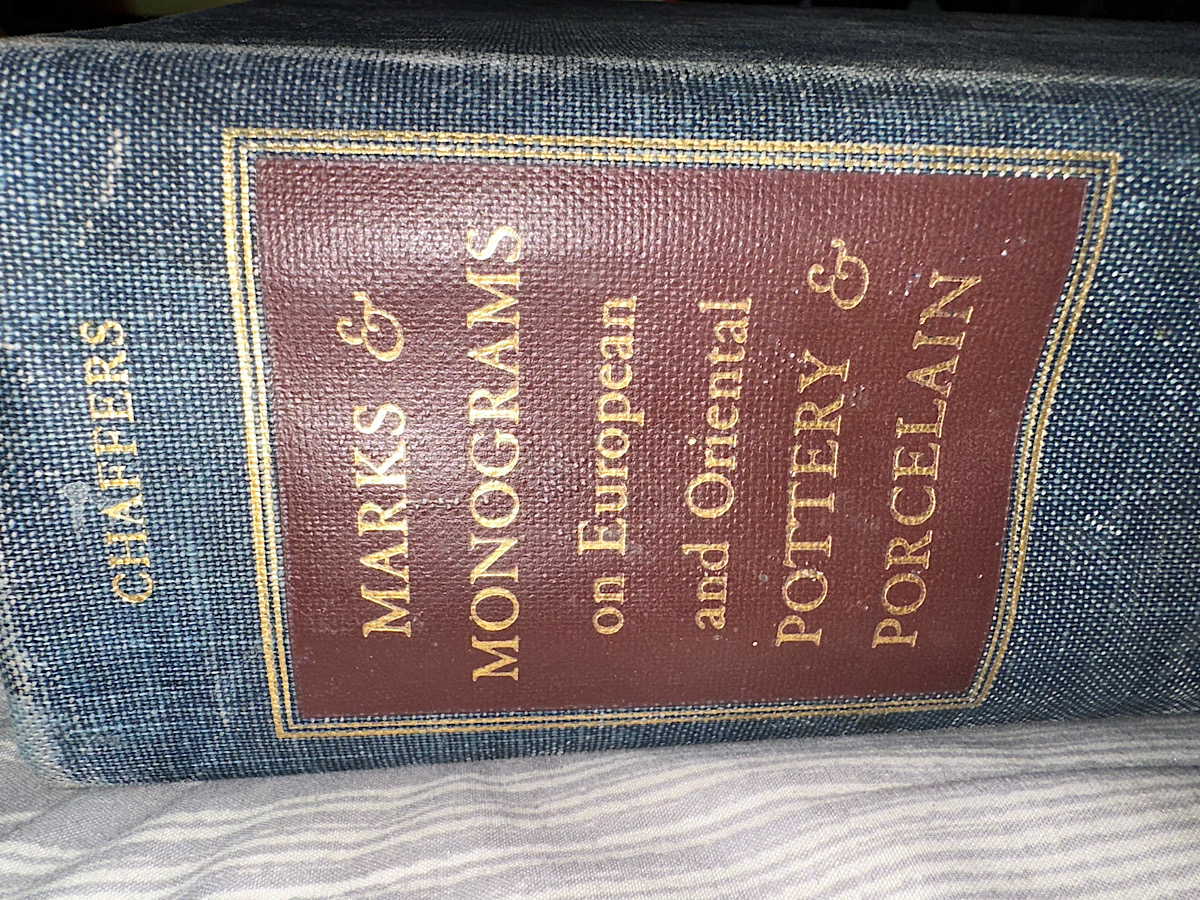 CHAFFERS
MARKS &
MONOGRAMS
on European
and Oriental
POTTERY &
PORCELAIN